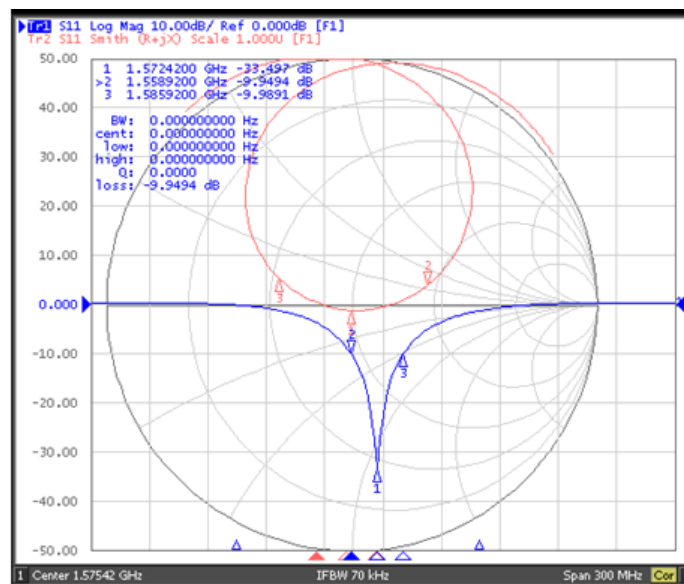 Tr1 S11 Log Mag 10.00dB/ Ref 0.000dB [F1]
Tr2 S11 Smith (R+jX) Scale 1.000U [F1]
50.00
1 1.5724200 GHz -33.497 dB
>2 1.5589200 GHz -9.9494 dB
3 1.5859200 GHz -9.9891 dB
40.00
BW: 0.000000000 Hz
cent: 0.000000000 Hz
low: 0.000000000 Hz
high: 0.000000000 Hz
Q: 0.0000
loss: -9.9494 dB
30.00
20.00
10.00
2
3
0.000
2
-10.00
3
-20.00
-30.00
1
-40.00
-50.00
1 Center 1.57542 GHz IFBW 70 kHz Span 300 MHz Cor